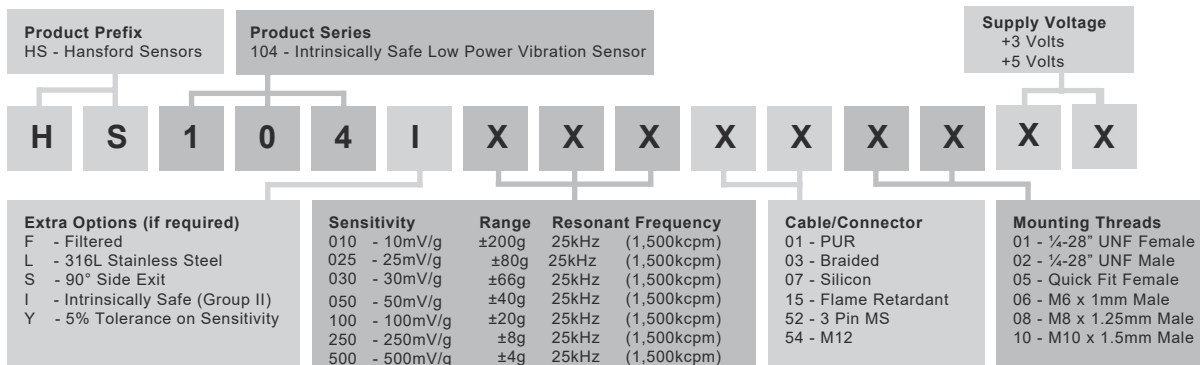 Product Prefix
HS - Hansford Sensors
Product Series
104 - Intrinsically Safe Low Power Vibration Sensor
Supply Voltage
+3 Volts
+5 Volts
H S 1 0 4 I X X X X X X X X X
Extra Options (if required)
F - Filtered
L - 316L Stainless Steel
S - 90° Side Exit
I - Intrinsically Safe (Group II)
Y - 5% Tolerance on Sensitivity
Sensitivity Range Resonant Frequency
010 - 10mV/g ±200g 25kHz (1,500kcpm)
025 - 25mV/g ±80g 25kHz (1,500kcpm)
030 - 30mV/g ±66g 25kHz (1,500kcpm)
050 - 50mV/g ±40g 25kHz (1,500kcpm)
100 - 100mV/g ±20g 25kHz (1,500kcpm)
250 - 250mV/g ±8g 25kHz (1,500kcpm)
500 - 500mV/g ±4g 25kHz (1,500kcpm)
Cable/Connector
01 - PUR
03 - Braided
07 - Silicon
15 - Flame Retardant
52 - 3 Pin MS
54 - M12
Mounting Threads
01 - ¼-28” UNF Female
02 - ¼-28” UNF Male
05 - Quick Fit Female
06 - M6 x 1mm Male
08 - M8 x 1.25mm Male
10 - M10 x 1.5mm Male